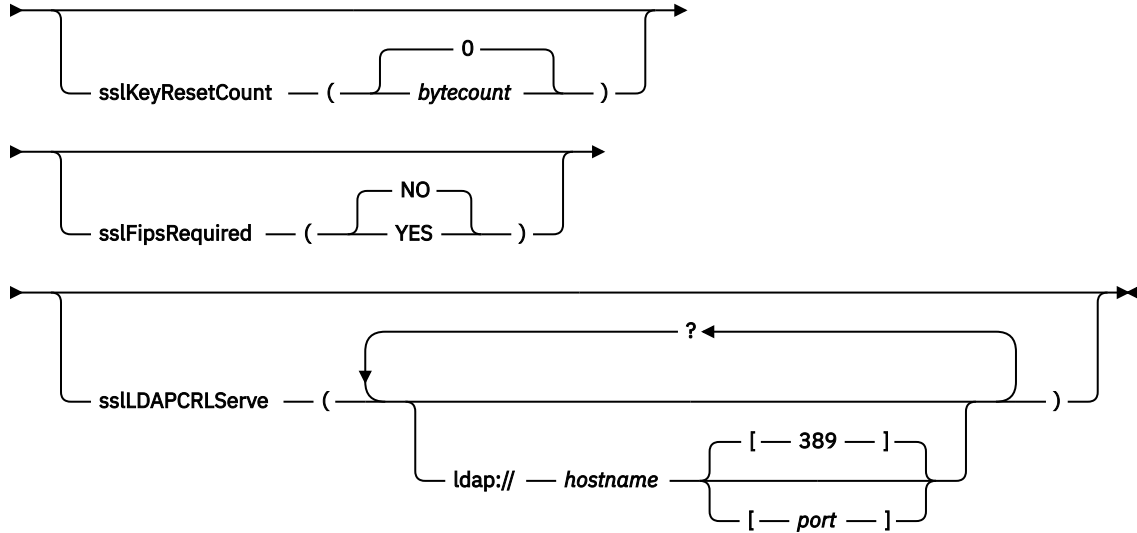 0
sslKeyResetCount ( bytecount )
NO
sslFipsRequired ( YES )
?
sslLDAPCRLServe ( )
[ 389 ]
ldap:// hostname
[ port ]